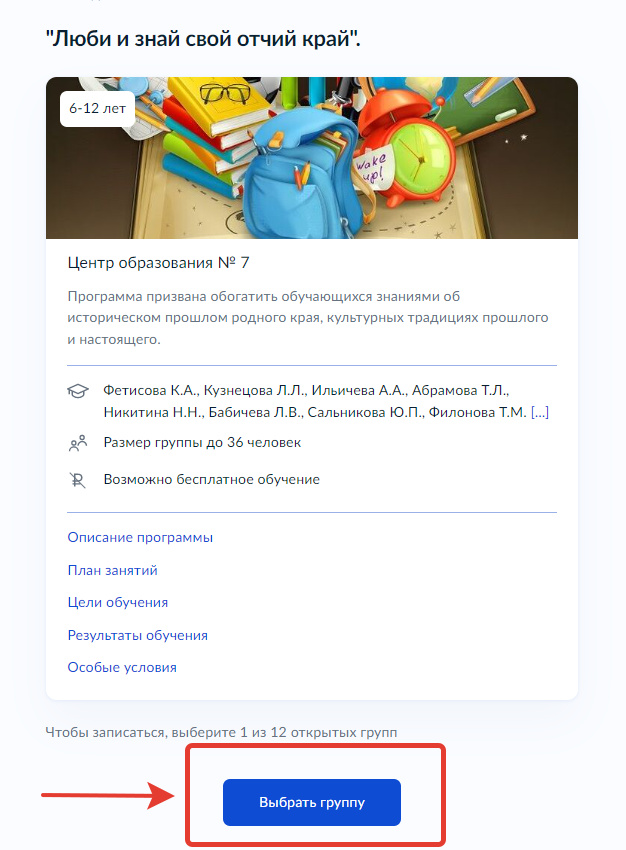 "Люби и знай свой отчий край".
6-12 лет
Wake
up!
Центр образования № 7
Программа призвана обогатить обучающихся знаниями об
историческом прошлом родного края, культурных традициях прошлого
и настоящего.
Фетисова К.А., Кузнецова Л.Л., Ильичева А.А., Абрамова Т.Л.,
Никитина Н.Н., Бабичева Л.В., Сальникова Ю.П., Филонова Т.М. [...]
Размер группы до 36 человек
Возможно бесплатное обучение
Описание программы
План занятий
Цели обучения
Результаты обучения
Особые условия
Чтобы записаться, выберите 1 из 12 открытых групп
Выбрать группу